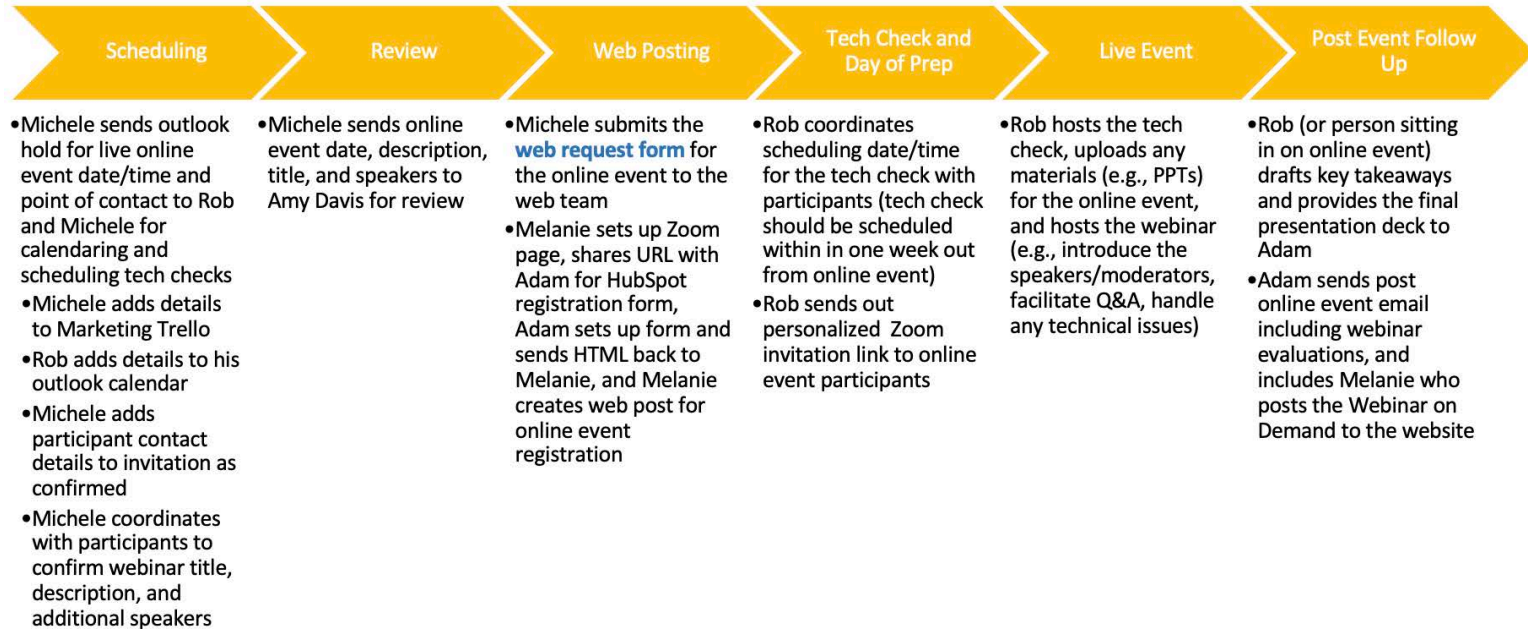 Scheduling
•Michele sends outlook
hold for live online
event date/time and
point of contact to Rob
and Michele for
calendaring and
scheduling tech checks
•Michele adds details
to Marketing Trello
•Rob adds details to his
outlook calendar
•Michele adds
participant contact
details to invitation as
confirmed
•Michele coordinates
with participants to
confirm webinar title,
description, and
additional speakers
Review
•Michele sends online
event date, description,
title, and speakers to
Amy Davis for review
Web Posting
•Michele submits the
web request form for
the online event to the
web team
•Melanie sets up Zoom
page, shares URL with
Adam for HubSpot
registration form,
Adam sets up form and
sends HTML back to
Melanie, and Melanie
creates web post for
online event
registration
Tech Check and
Day of Prep
•Rob coordinates
scheduling date/time
for the tech check with
participants (tech check
should be scheduled
within in one week out
from online event)
•Rob sends out
personalized Zoom
invitation link to online
event participants
Live Event
•Rob hosts the tech
check, uploads any
materials (e.g., PPTs)
for the online event,
and hosts the webinar
(e.g., introduce the
speakers/moderators,
facilitate Q&A, handle
any technical issues)
Post Event Follow
Up
•Rob (or person sitting
in on online event)
drafts key takeaways
and provides the final
presentation deck to
Adam
•Adam sends post
online event email
including webinar
evaluations, and
includes Melanie who
posts the Webinar on
Demand to the website